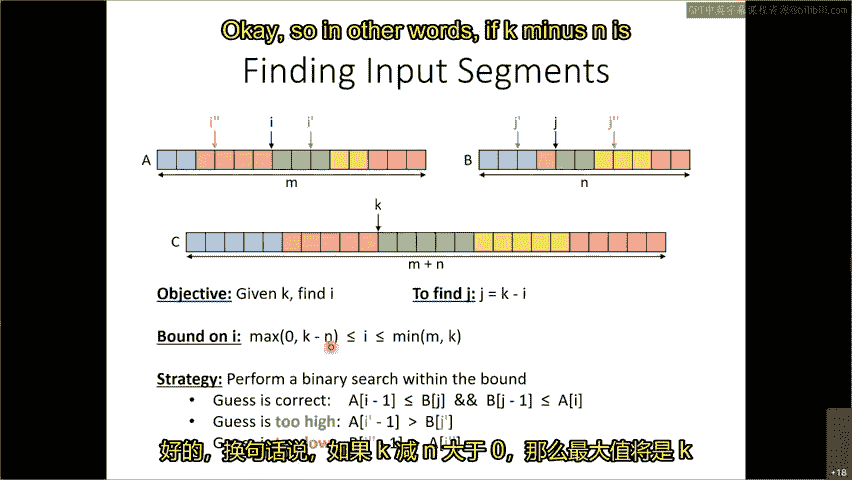 Okay, so in other words, if k minus n is
Finding Input Segments
i'' i i' j' j j''
A B
m n
k
C
m + n
Objective: Given k, find i To find j: j = k - i
Bound on i: max(0, k - n) ≤ i ≤ min(m, k)
Strategy: Perform a binary search within the bound
• Guess is correct: A[i - 1] ≤ B[j] && B[j - 1] ≤ A[i]
• Guess is too high: A[i' - 1] > B[j']
好的，换句话说，如果 k 减 n 大于 0，那么最大值将是 k
+18